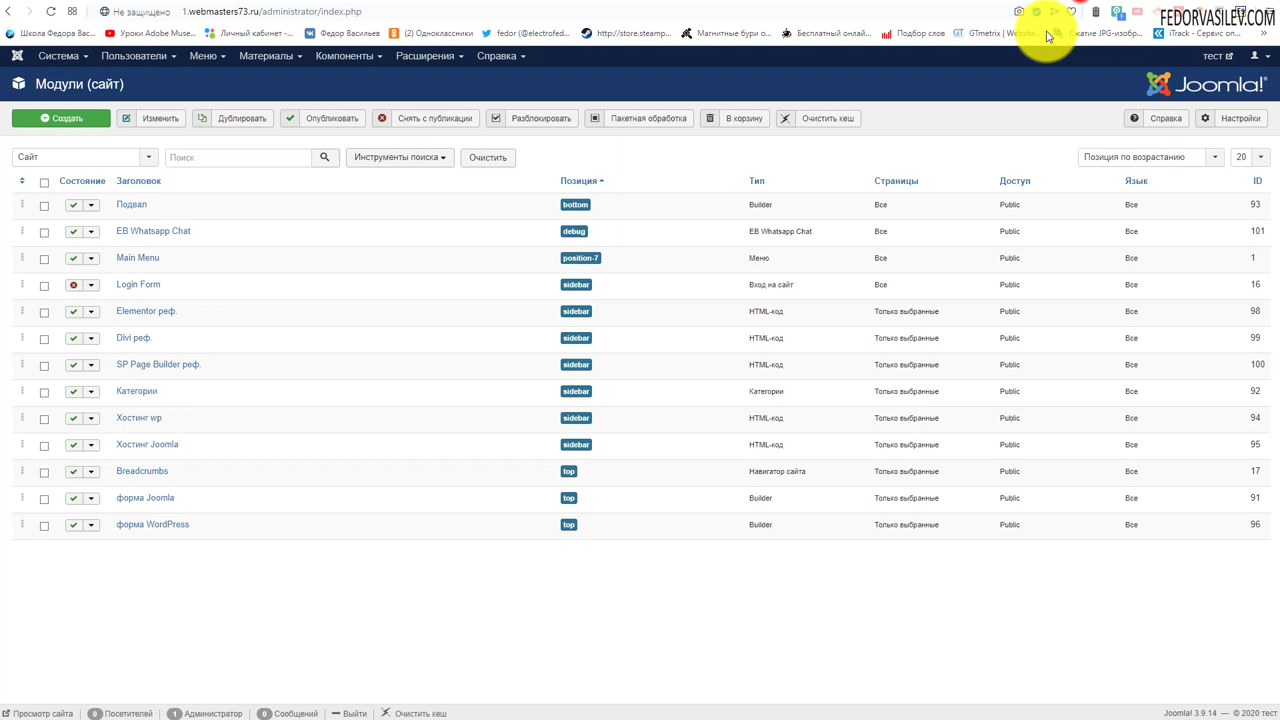 Не защищено 1.webmasters73.ru/administrator/index.php
FEDORVASILEV.COM
Школа Федора Вас... Уроки Adobe Muse... Личный кабинет - ... Федор Васильев (2) Одноклассники fedor (@electrofed... http://store.steamp... Магнитные бури о... Бесплатный онлай... Подбор слов GTmetrix | Website... Сжатие JPG-изобр... iTrack - Сервис оп... »
Система Пользователи Меню Материалы Компоненты Расширения Справка тест
Модули (сайт) Joomla!®
Создать Изменить Дублировать Опубликовать Снять с публикации Разблокировать Пакетная обработка В корзину Очистить кеш Справка Настройки
Сайт Поиск Инструменты поиска Очистить Позиция по возрастанию 20
Состояние Заголовок Позиция Тип Страницы Доступ Язык ID
Подвал bottom Builder Все Public Все 93
EB Whatsapp Chat debug EB Whatsapp Chat Все Public Все 101
Main Menu position-7 Меню Все Public Все 1
Login Form sidebar Вход на сайт Все Public Все 16
Elementor реф. sidebar HTML-код Только выбранные Public Все 98
Divi реф. sidebar HTML-код Только выбранные Public Все 99
SP Page Builder реф. sidebar HTML-код Только выбранные Public Все 100
Категории sidebar Категории Только выбранные Public Все 92
Хостинг wp sidebar HTML-код Только выбранные Public Все 94
Хостинг Joomla sidebar HTML-код Только выбранные Public Все 95
Breadcrumbs top Навигатор сайта Только выбранные Public Все 17
форма Joomla top Builder Только выбранные Public Все 91
форма WordPress top Builder Только выбранные Public Все 96
Просмотр сайта 0 Посетителей 1 Администратор 0 Сообщений Выйти Очистить кеш Joomla! 3.9.14 — © 2020 тест